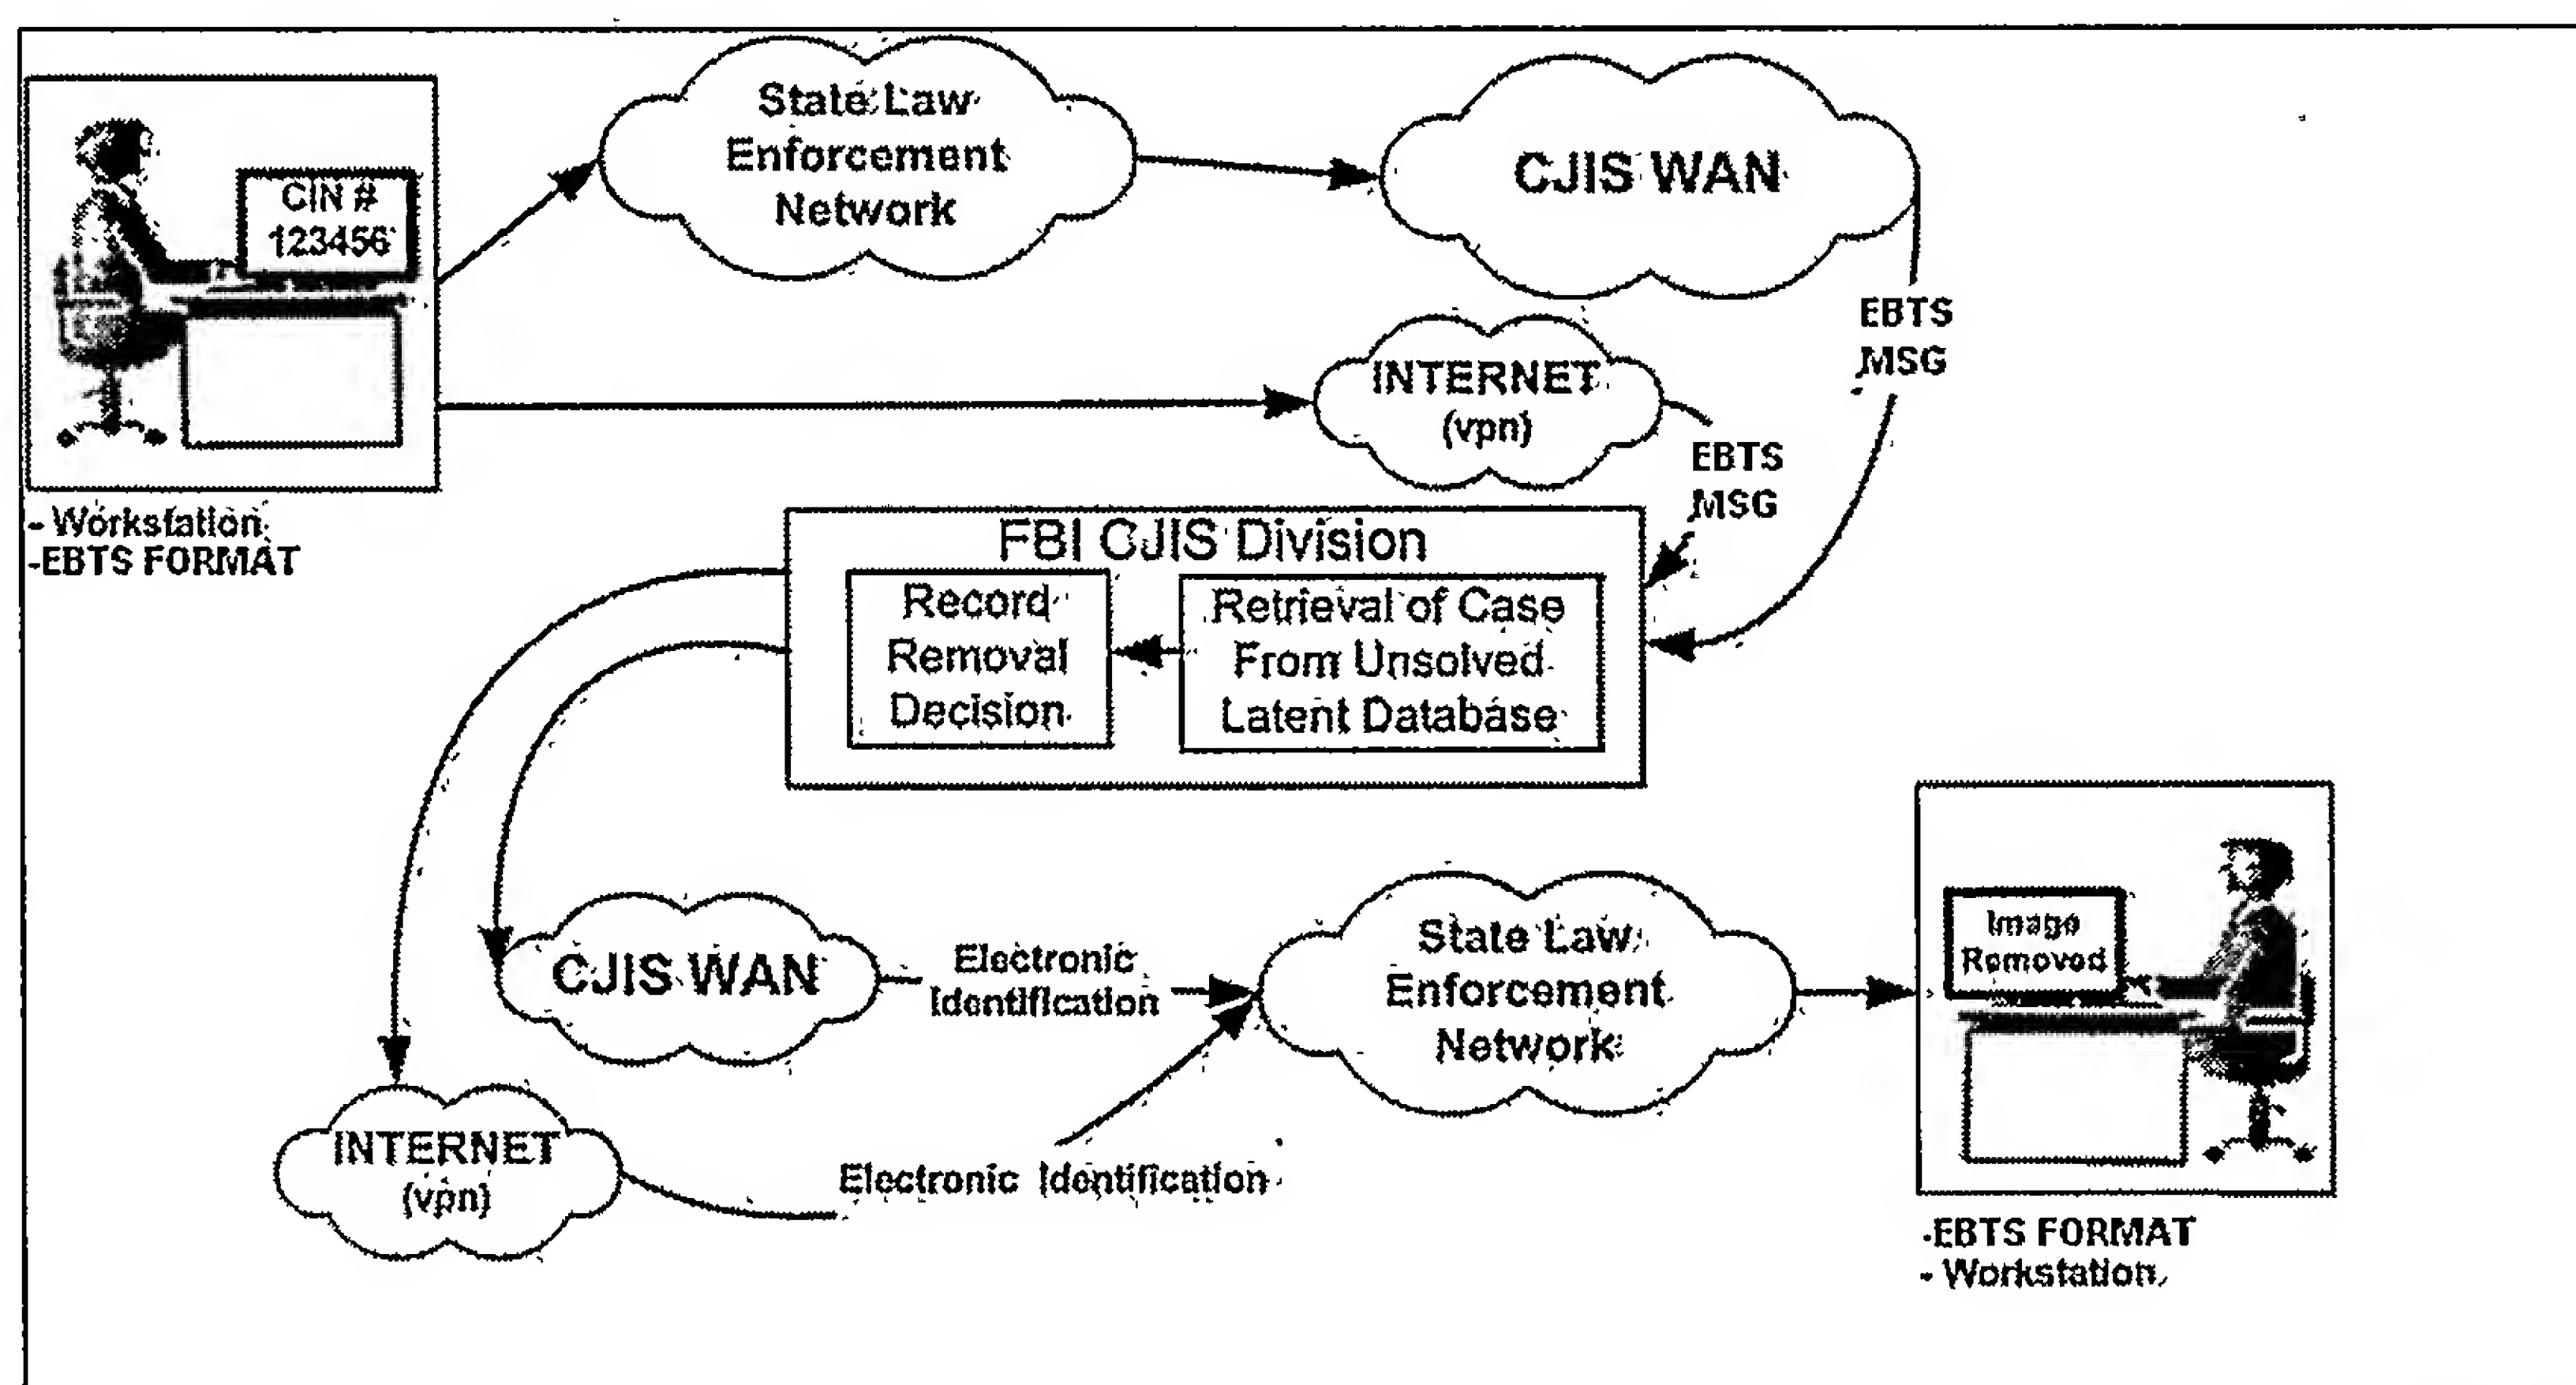 State Law
Enforcement
Network
CJIS WAN
CIN #
123456
EBTS
MSG
INTERNET
(vpn)
EBTS
MSG
- Workstation
-EBTS FORMAT
FBI CJIS Division
Record
Removal
Decision
Retrieval of Case
From Unsolved
Latent Database
CJIS WAN
Electronic
Identification
State Law
Enforcement
Network
Image
Removed
INTERNET
(vpn)
Electronic Identification
-EBTS FORMAT
- Workstation